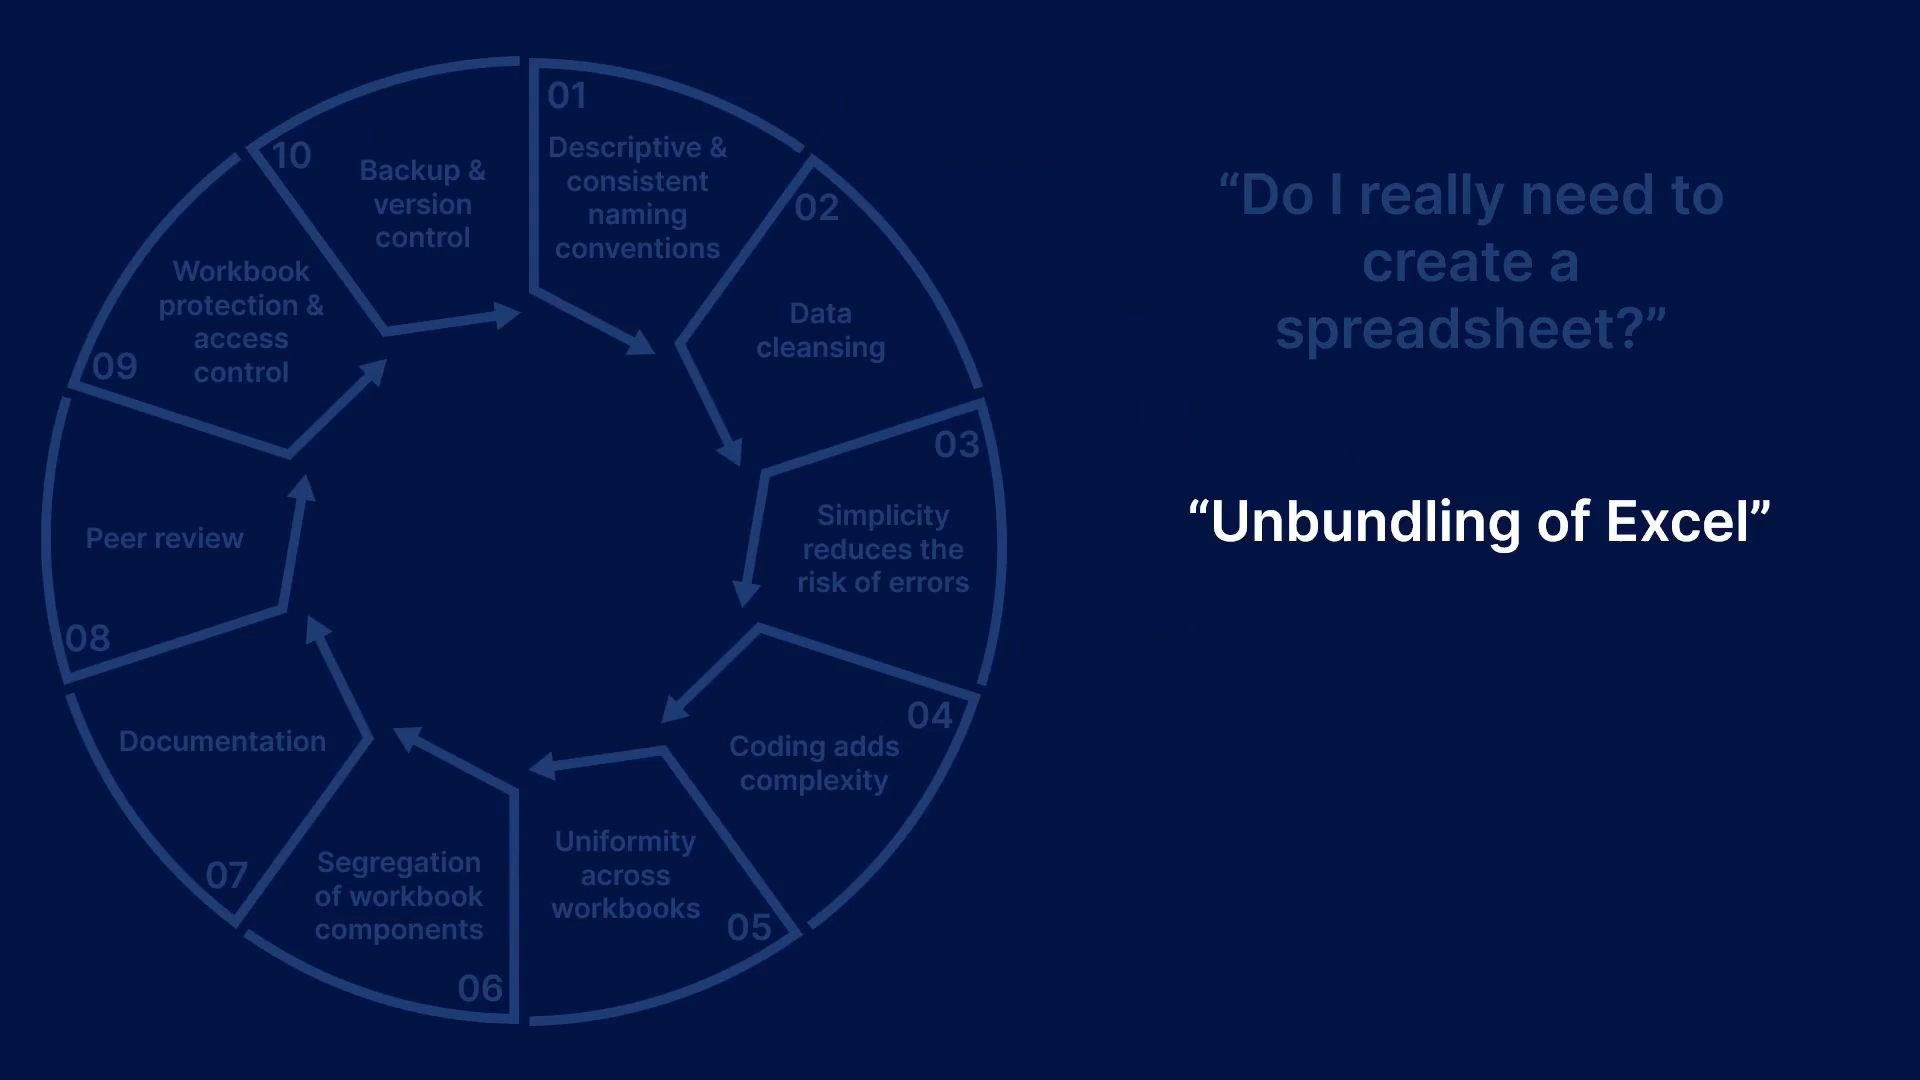 01
Descriptive &
consistent
naming
conventions
02
Data
cleansing
03
Simplicity
reduces the
risk of errors
04
Coding adds
complexity
05
Uniformity
across
workbooks
06
Segregation
of workbook
components
07
Documentation
08
Peer review
09
Workbook
protection &
access
control
10
Backup &
version
control
“Do I really need to
create a
spreadsheet?”
“Unbundling of Excel”